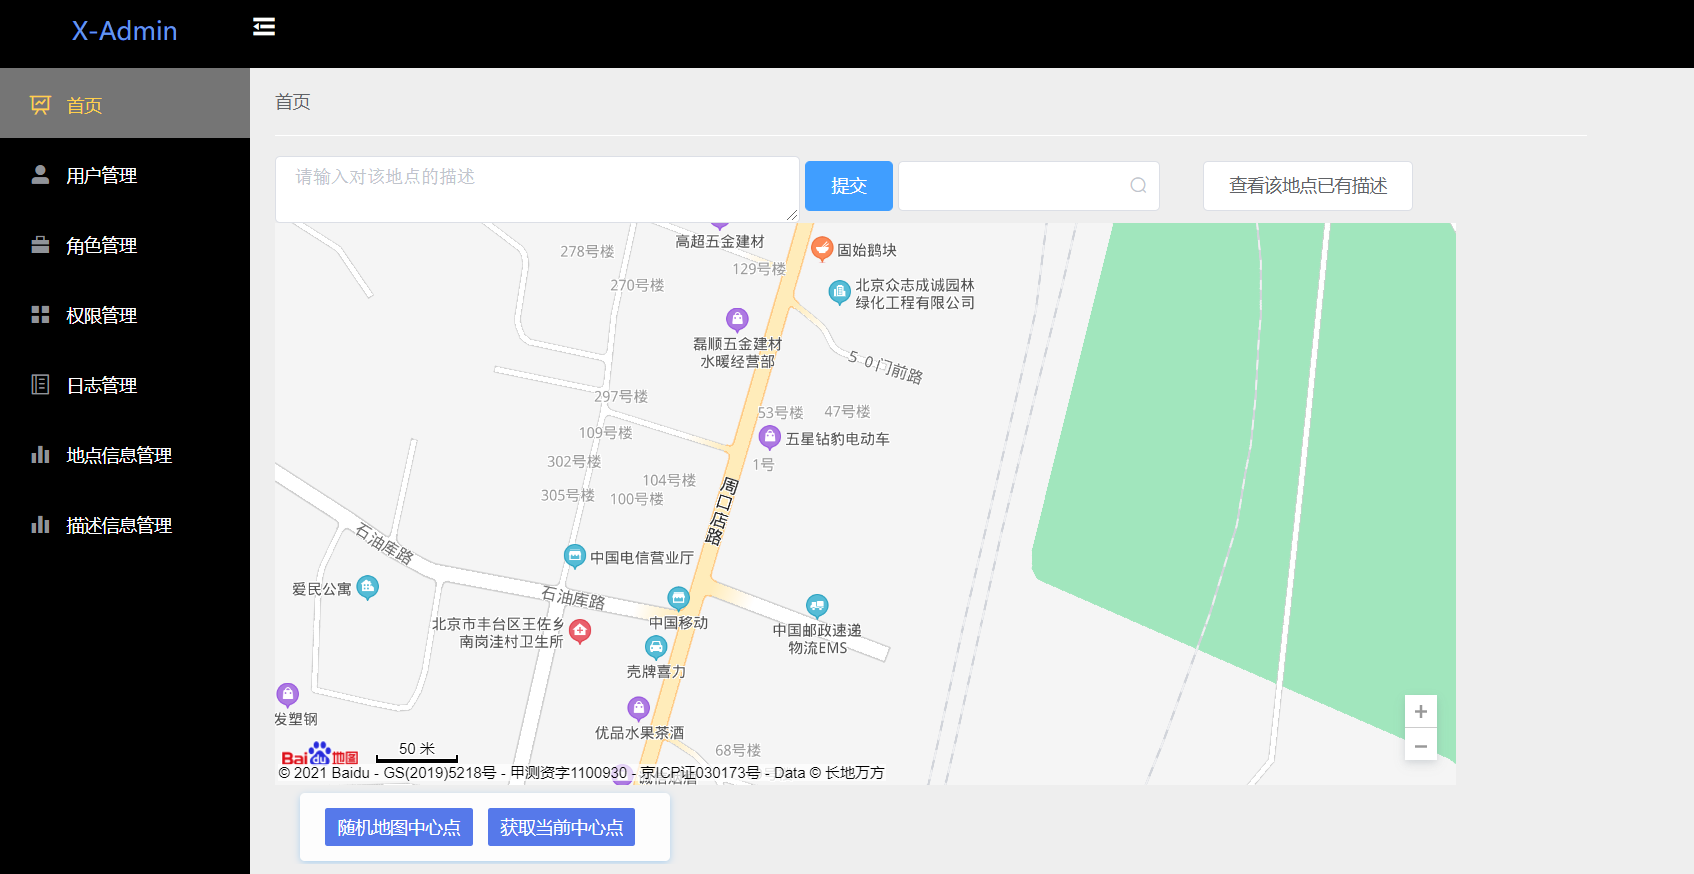 X-Admin
首页
用户管理
角色管理
权限管理
日志管理
地点信息管理
描述信息管理
首页
请输入对该地点的描述
提交
查看该地点已有描述
高超五金建材
278号楼
固始鹅块
129号楼
270号楼
北京众志成诚园林
绿化工程有限公司
磊顺五金建材
水暖经营部
50门前路
297号楼
53号楼
47号楼
109号楼
五星钻豹电动车
302号楼
1号
104号楼
305号楼
100号楼
周口店路
石油库路
中国电信营业厅
爱民公寓
石油库路
北京市丰台区王佐乡
南岗洼村卫生所
中国移动
中国邮政速递
物流EMS
壳牌喜力
发塑钢
优品水果茶酒
68号楼
50 米
Bai du 地图
© 2021 Baidu - GS(2019)5218号 - 甲测资字1100930 - 京ICP证030173号 - Data © 长地万方
随机地图中心点
获取当前中心点